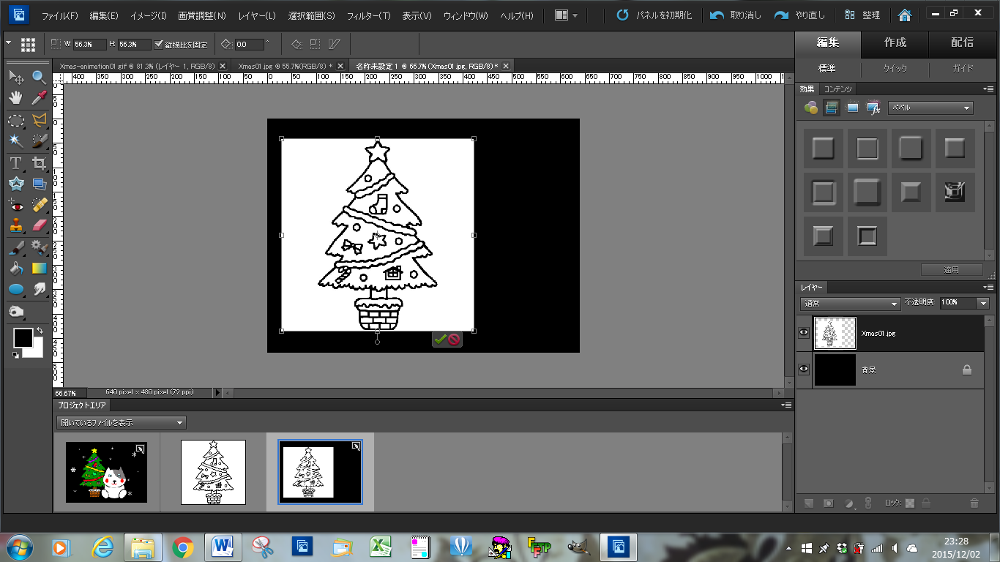 ファイル(F) 編集(E) イメージ(I) 画質調整(N) レイヤー(L) 選択範囲(S) フィルター(T) 表示(V) ウィンドウ(W) ヘルプ(H) パネルを初期化 取り消し やり直し 整理
W: 56.3% H: 56.3% 縦横比を固定 0.0 °
編集 作成 配信
Xmas-animation01.gif @ 81.3% (レイヤー 1, RGB/8)
Xmas01.jpg @ 55.7%(RGB/8) *
名称未設定 1 @ 66.7% (Xmas01.jpg, RGB/8) *
標準 クイック ガイド
400 350 300 250 200 150 100 50 0 50 100 150 200 250 300 350 400 450 500 550 600 650 700 750 800 850 900 950 1000
効果 コンテンツ
ベベル
適用
レイヤー
通常 不透明度: 100%
Xmas01.jpg
背景
66.67% 640 pixel x 480 pixel (72 ppi)
プロジェクトエリア
開いているファイルを表示
ロック:
23:28
2015/12/02